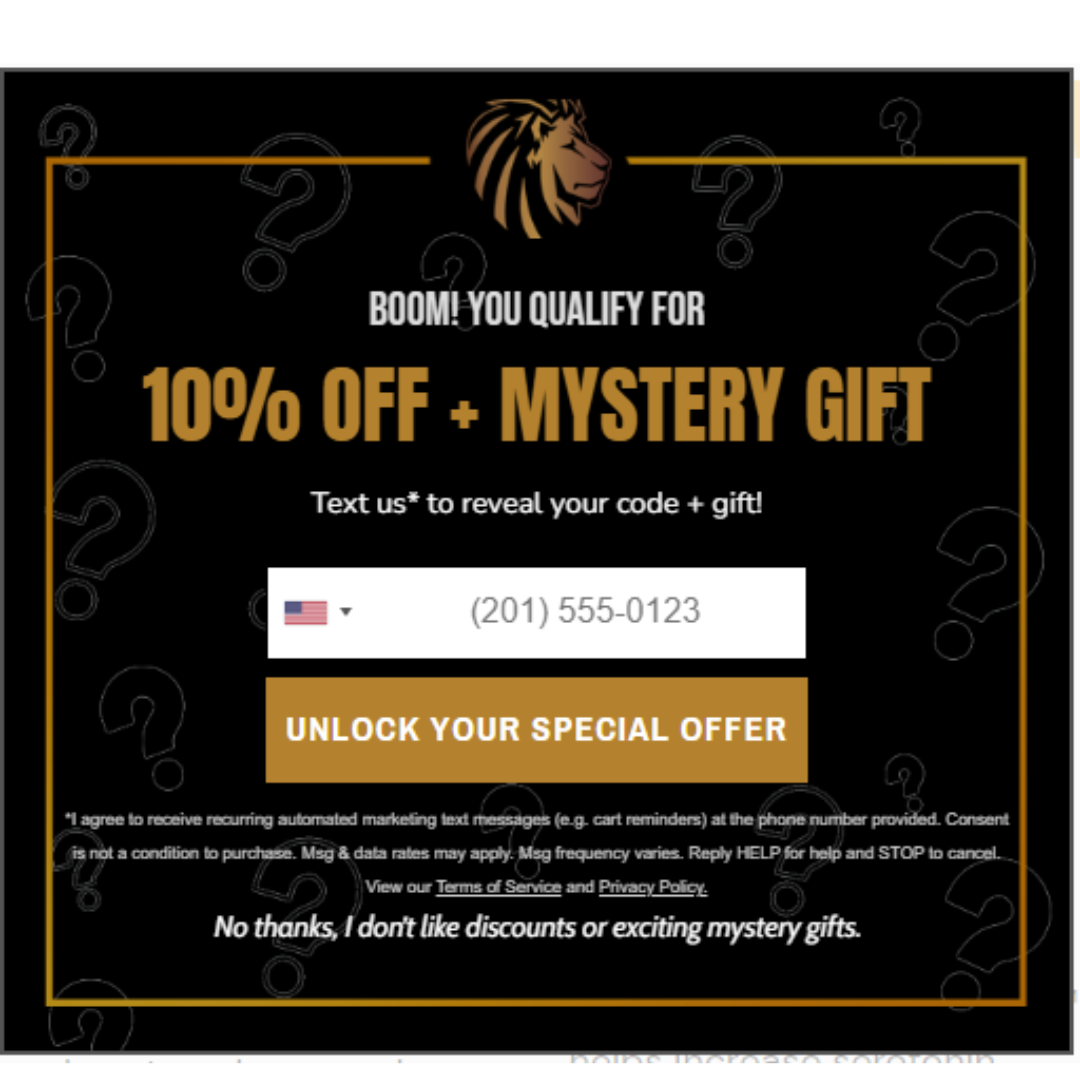 BOOM! YOU QUALIFY FOR
10% OFF + MYSTERY GIFT
Text us* to reveal your code + gift!
(201) 555-0123
UNLOCK YOUR SPECIAL OFFER
*I agree to receive recurring automated marketing text messages (e.g. cart reminders) at the phone number provided. Consent
is not a condition to purchase. Msg & data rates may apply. Msg frequency varies. Reply HELP for help and STOP to cancel.
View our Terms of Service and Privacy Policy.
No thanks, I don't like discounts or exciting mystery gifts.
helps increase serotonin